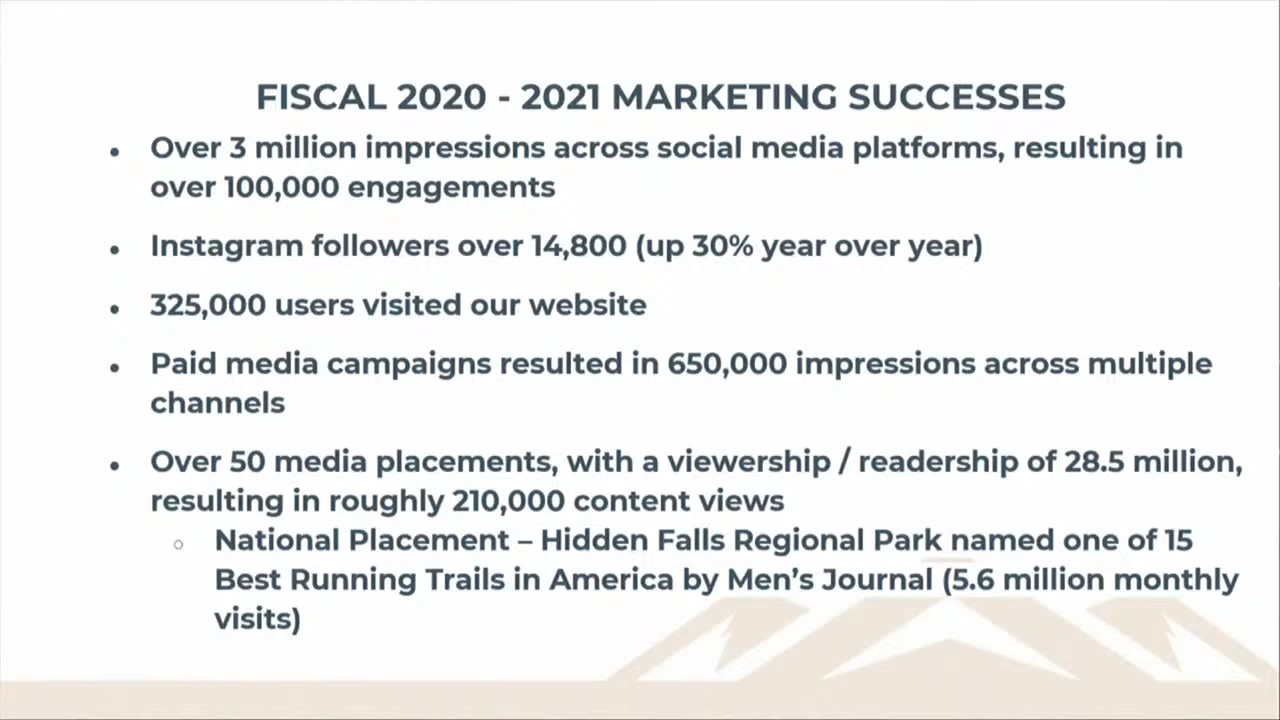 FISCAL 2020 - 2021 MARKETING SUCCESSES
• Over 3 million impressions across social media platforms, resulting in
over 100,000 engagements
• Instagram followers over 14,800 (up 30% year over year)
• 325,000 users visited our website
• Paid media campaigns resulted in 650,000 impressions across multiple
channels
• Over 50 media placements, with a viewership / readership of 28.5 million,
resulting in roughly 210,000 content views
○ National Placement – Hidden Falls Regional Park named one of 15
Best Running Trails in America by Men’s Journal (5.6 million monthly
visits)